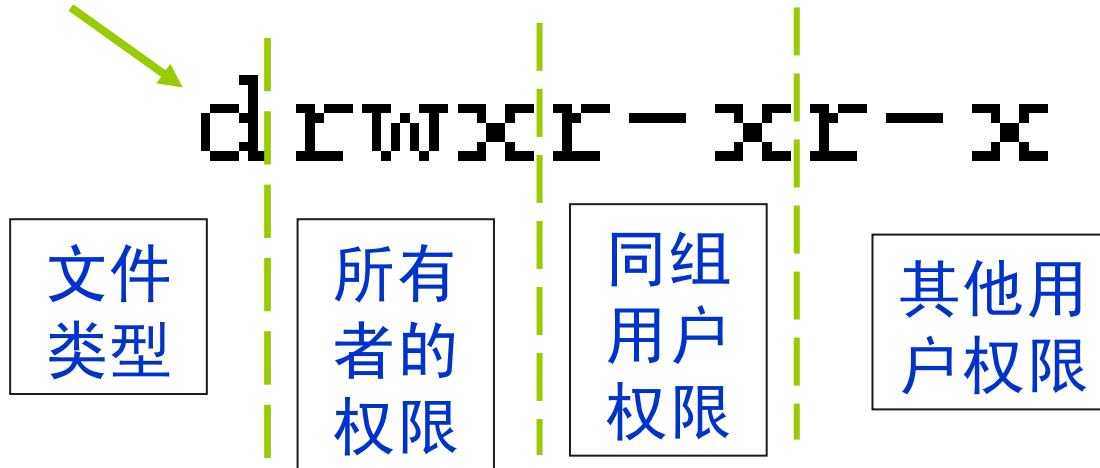 drwxr-xr-x
文件
类型
所有
者的
权限
同组
用户
权限
其他用
户权限